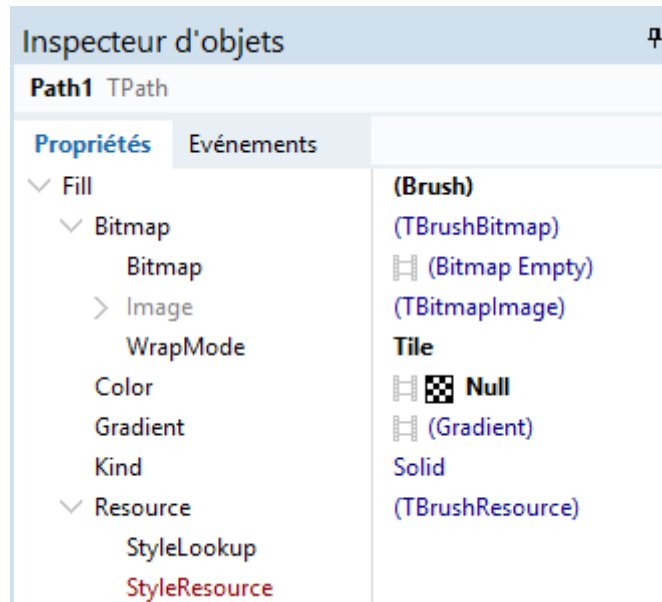 Inspecteur d'objets
Path1 TPath
Propriétés Evénements
Fill (Brush)
Bitmap (TBrushBitmap)
Bitmap (Bitmap Empty)
Image (TBitmapImage)
WrapMode Tile
Color Null
Gradient (Gradient)
Kind Solid
Resource (TBrushResource)
StyleLookup
StyleResource